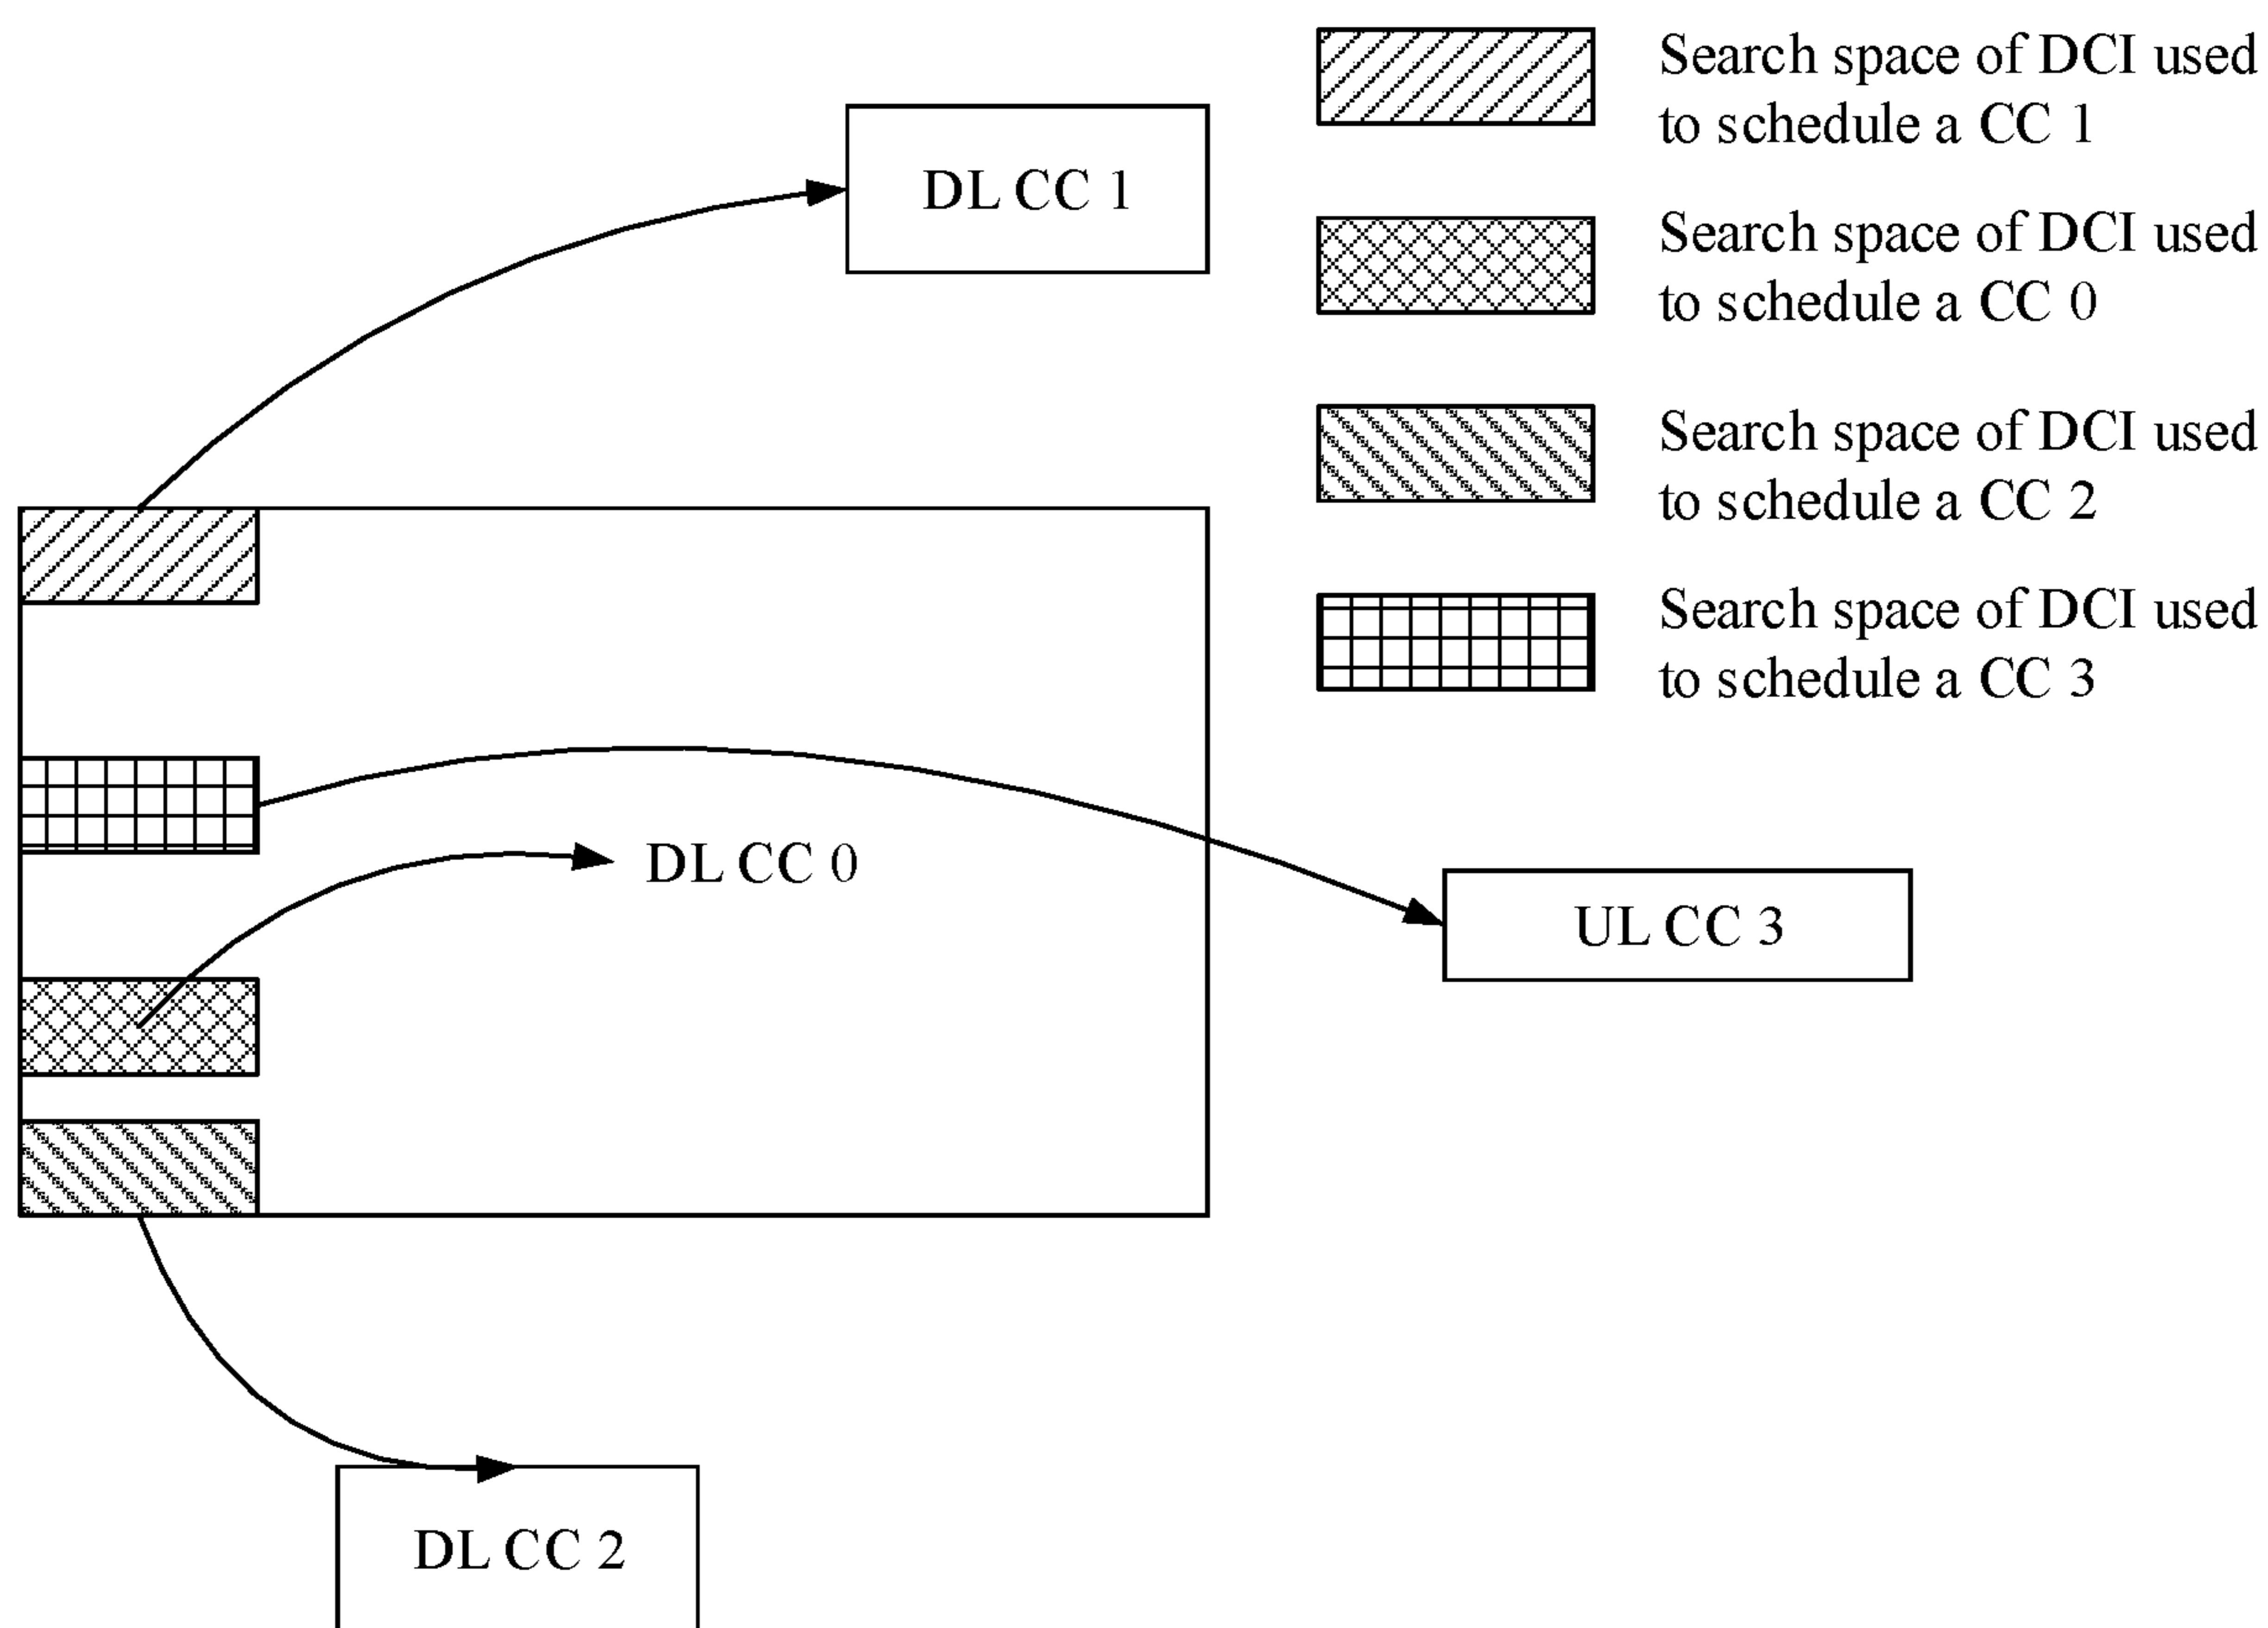 Search space of DCI used
to schedule a CC 1
DL CC 1
Search space of DCI used
to schedule a CC 0
Search space of DCI used
to schedule a CC 2
Search space of DCI used
to schedule a CC 3
DL CC 0
UL CC 3
DL CC 2